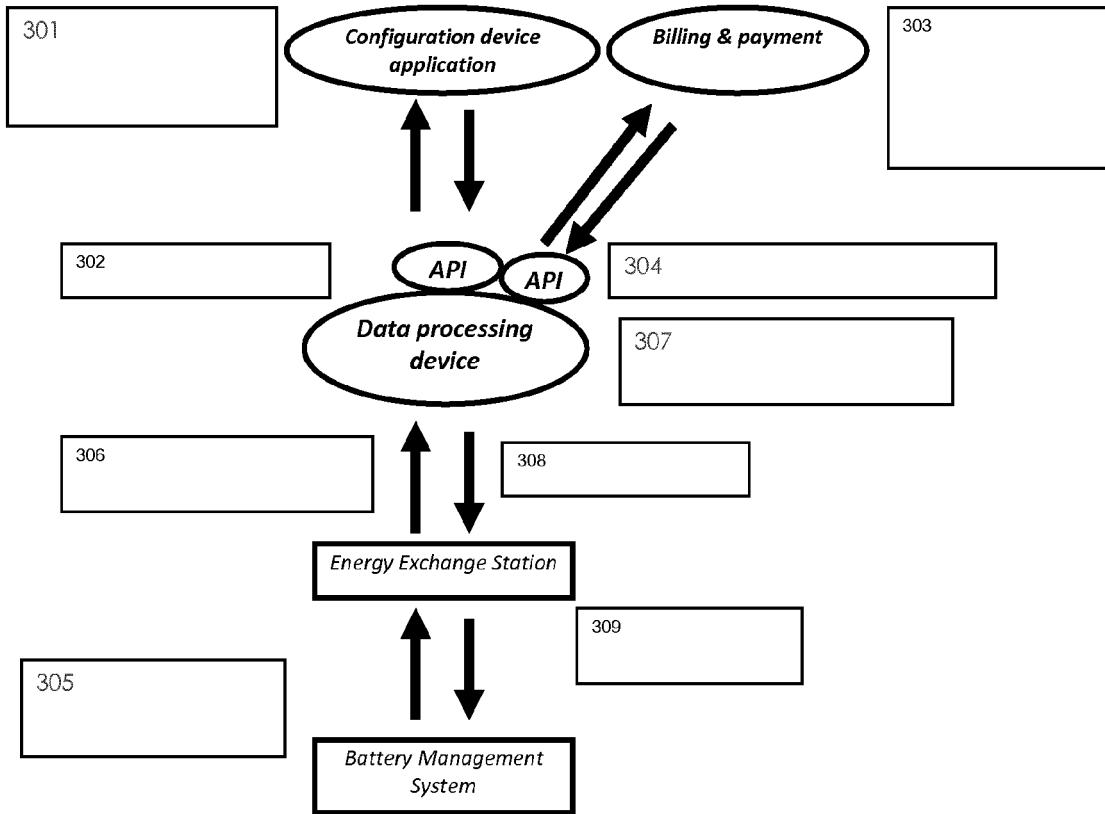 301
Configuration device
application
Billing & payment
303
302
API
API
304
Data processing
device
307
306
308
Energy Exchange Station
309
305
Battery Management
System